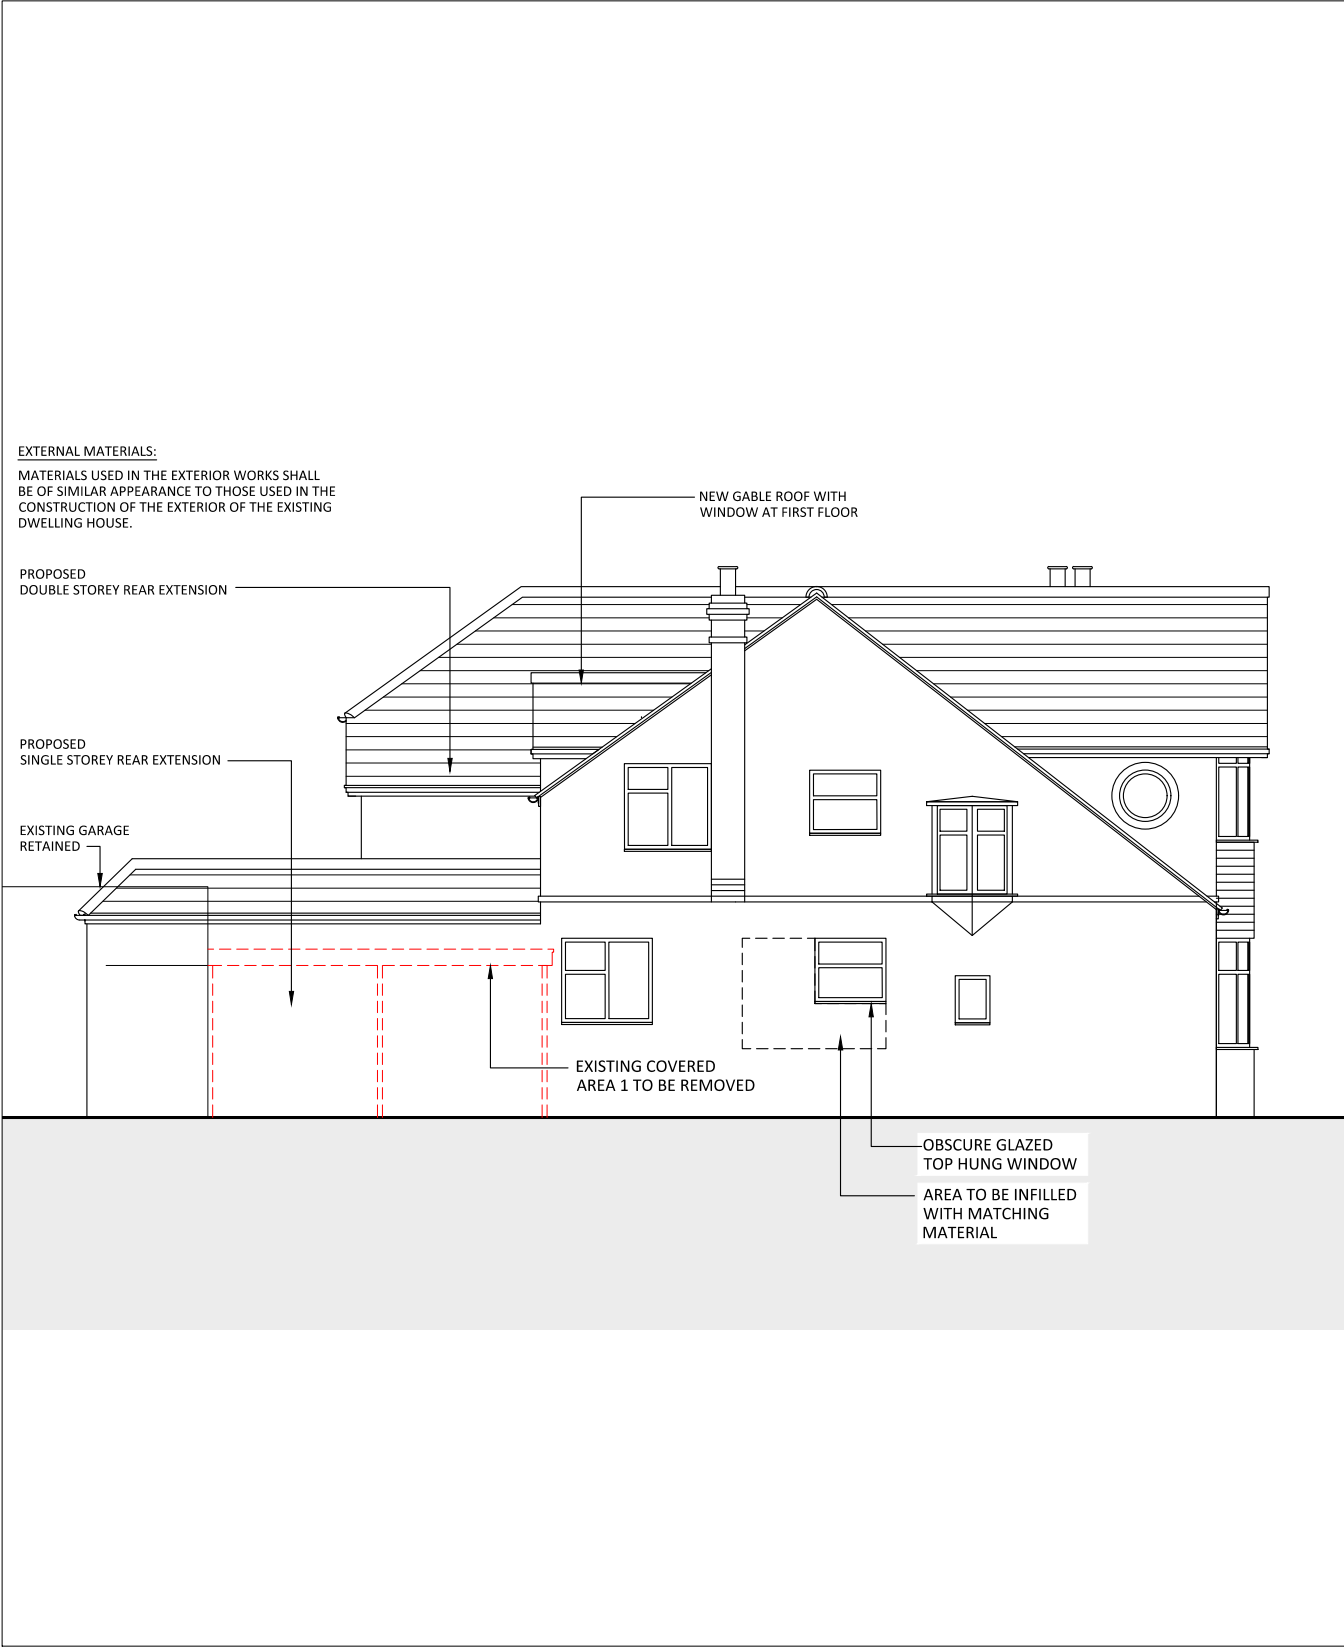 EXTERNAL MATERIALS:
MATERIALS USED IN THE EXTERIOR WORKS SHALL
BE OF SIMILAR APPEARANCE TO THOSE USED IN THE
CONSTRUCTION OF THE EXTERIOR OF THE EXISTING
DWELLING HOUSE.
NEW GABLE ROOF WITH
WINDOW AT FIRST FLOOR
PROPOSED
DOUBLE STOREY REAR EXTENSION
PROPOSED
SINGLE STOREY REAR EXTENSION
EXISTING GARAGE
RETAINED
EXISTING COVERED
AREA 1 TO BE REMOVED
OBSCURE GLAZED
TOP HUNG WINDOW
AREA TO BE INFILLED
WITH MATCHING
MATERIAL